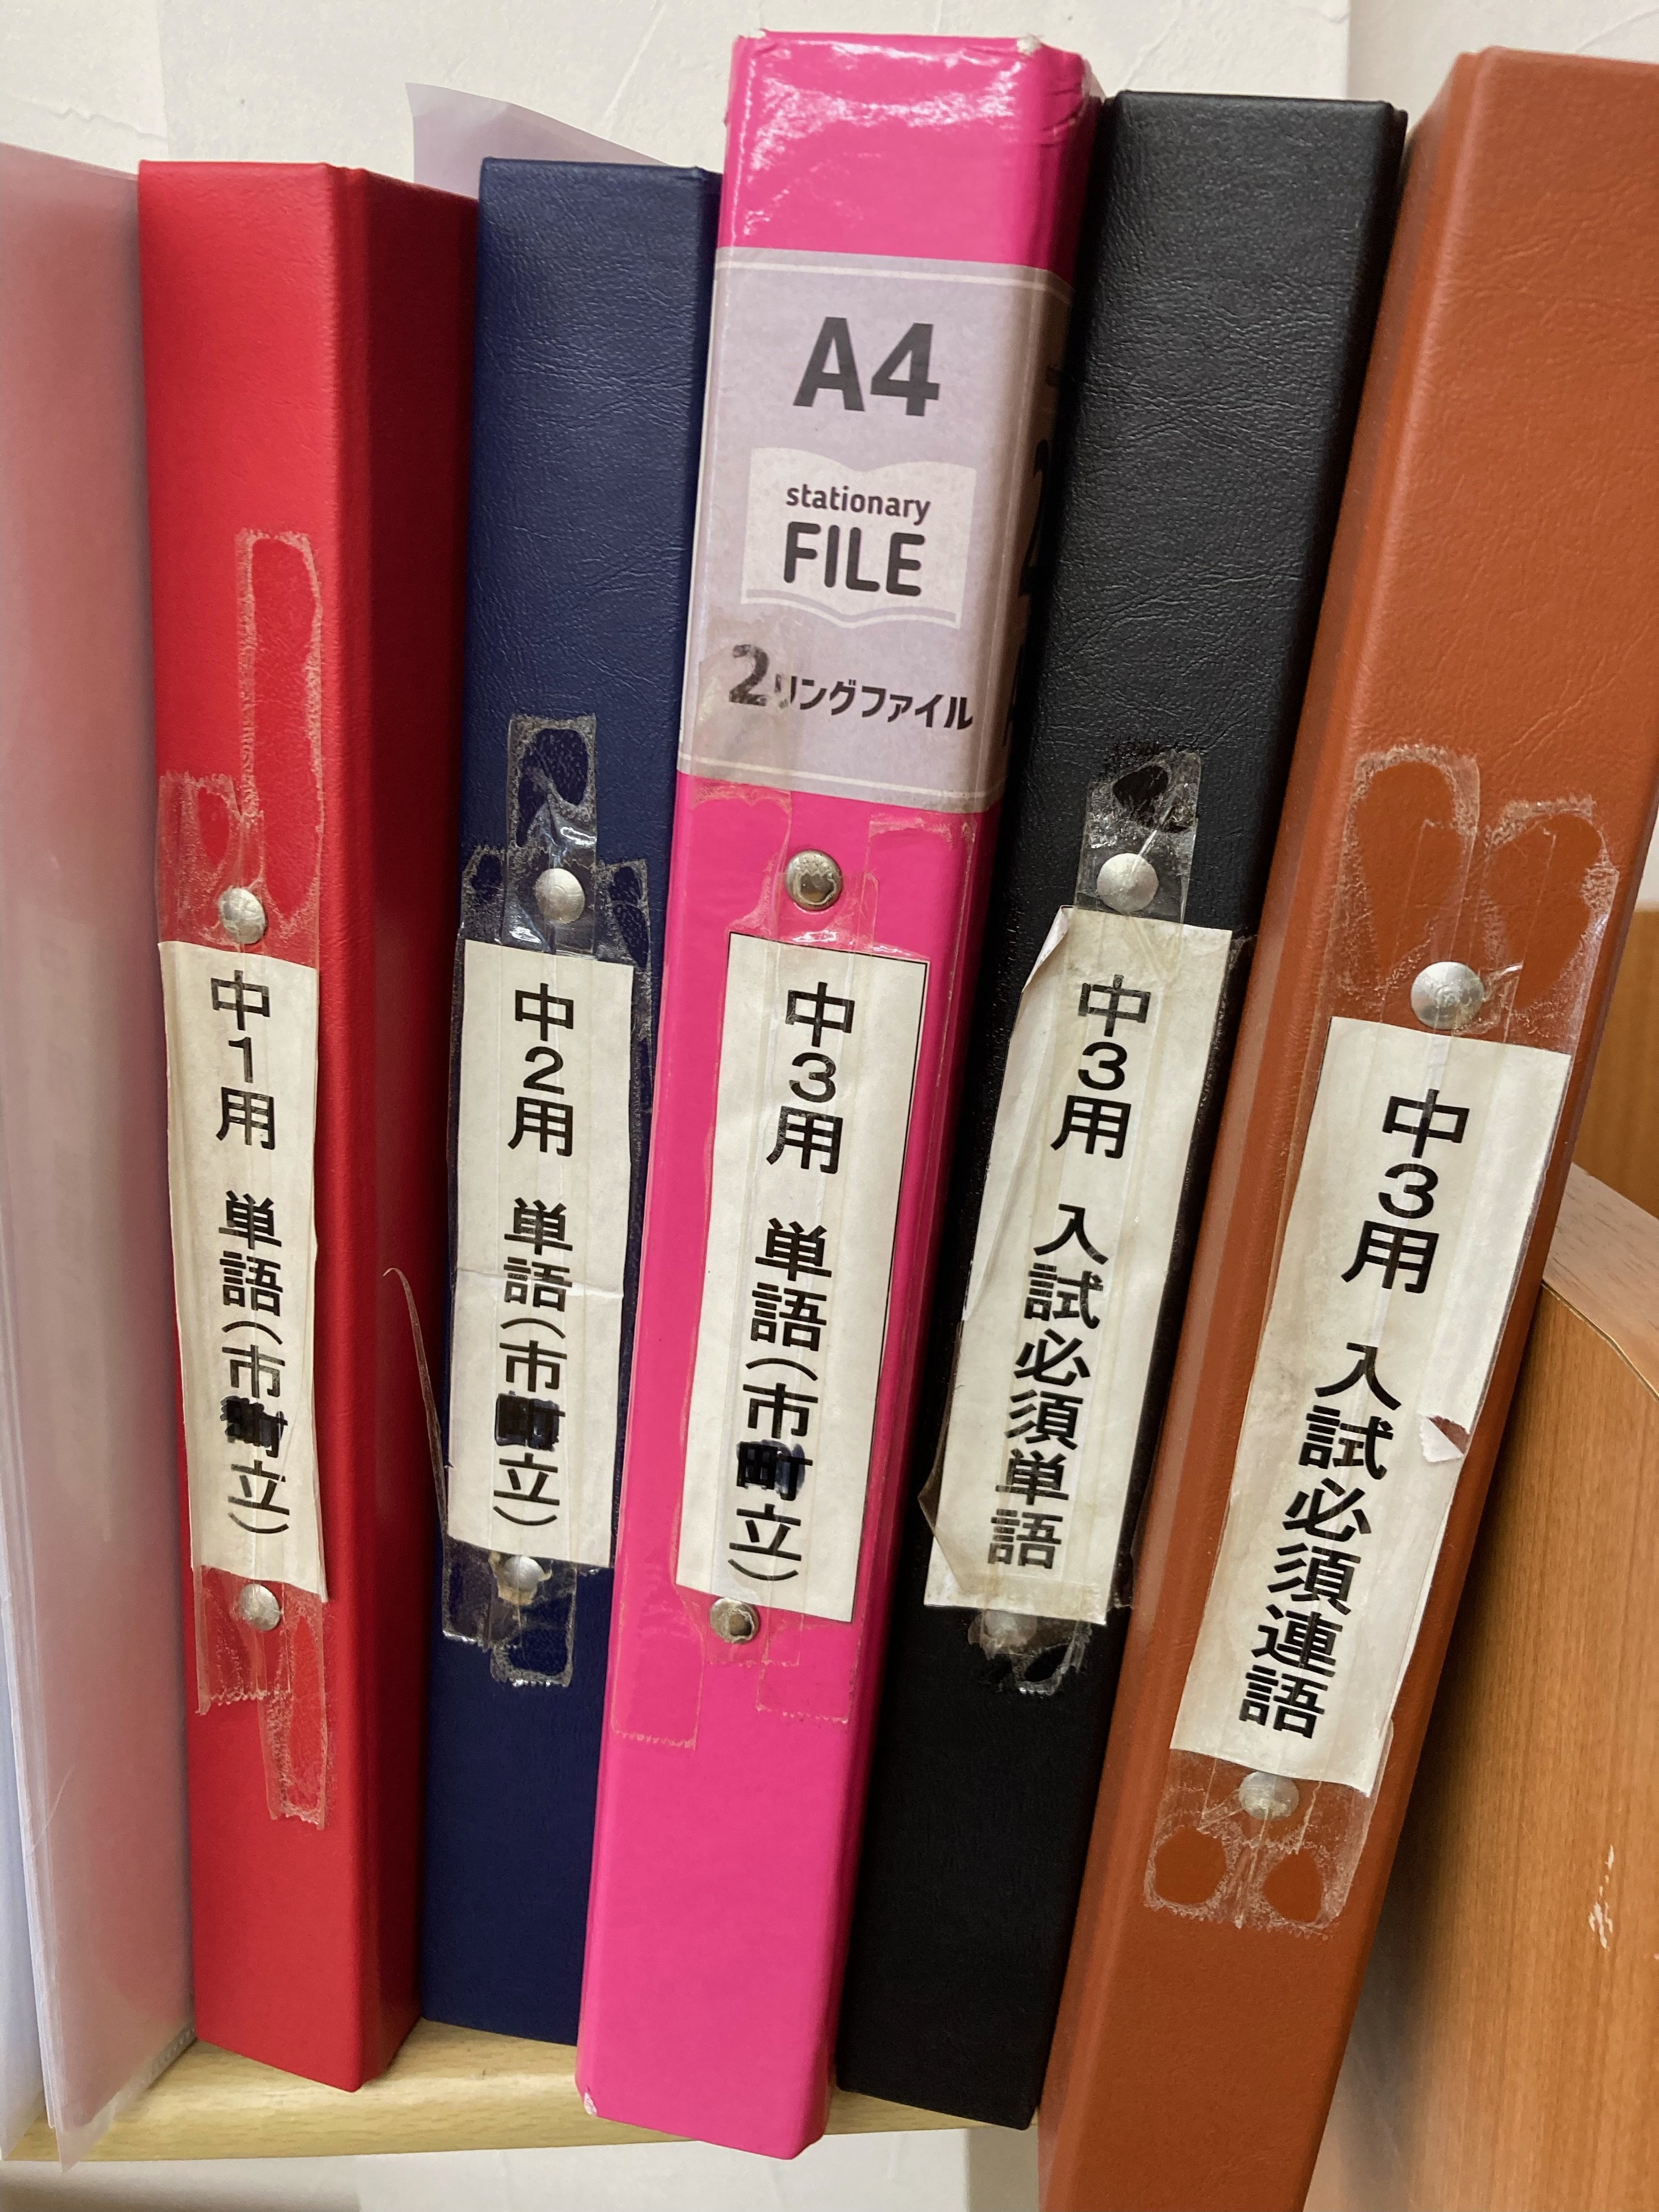 中1用 単語(市町立)
中2用 単語(市町立)
A4
stationary
FILE
2リングファイル
中3用 単語(市町立)
中3用 入試必須単語
中3用 入試必須連語